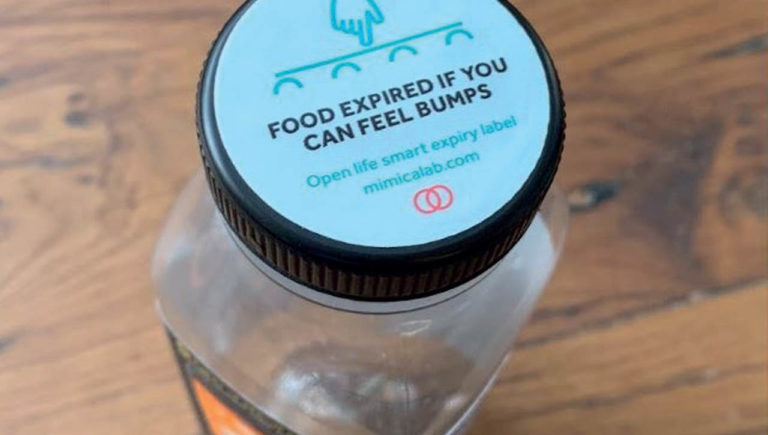 FOOD EXPIRED IF YOU
CAN FEEL BUMPS
Open life smart expiry label
mimicalab.com